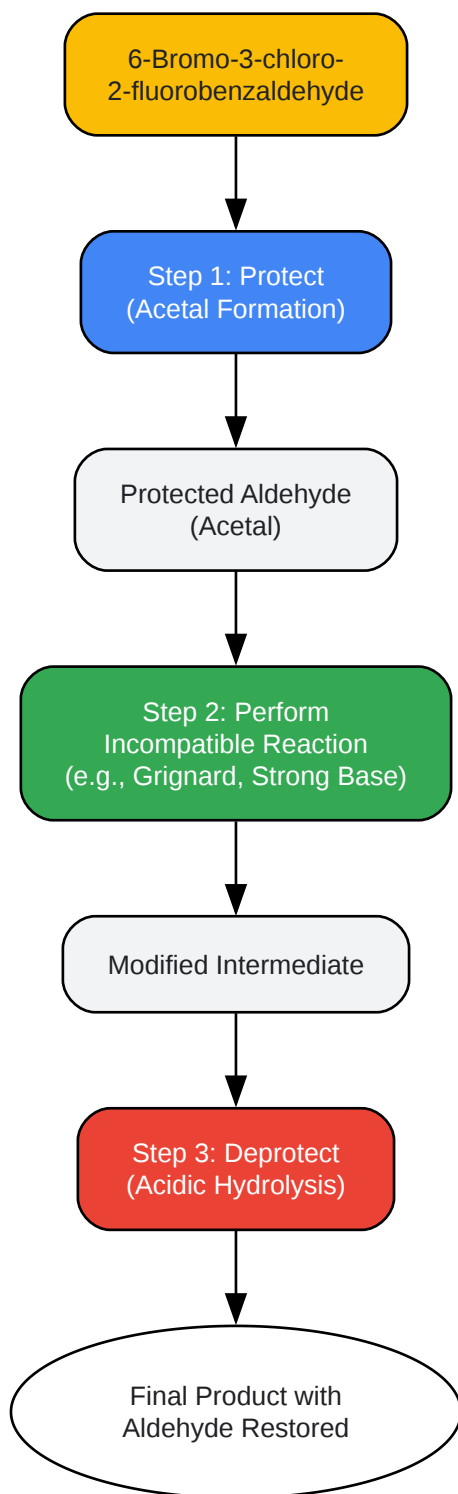 6-Bromo-3-chloro-
2-fluorobenzaldehyde
Step 1: Protect
(Acetal Formation)
Protected Aldehyde
(Acetal)
Step 2: Perform
Incompatible Reaction
(e.g., Grignard, Strong Base)
Modified Intermediate
Step 3: Deprotect
(Acidic Hydrolysis)
Final Product with
Aldehyde Restored